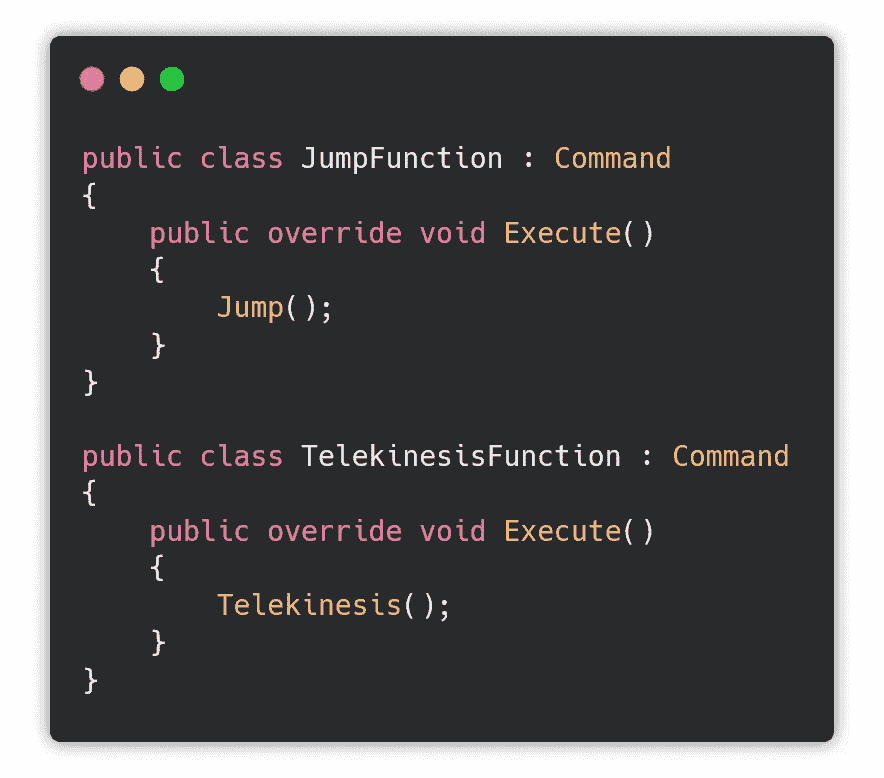 public class JumpFunction : Command
{
    public override void Execute()
    {
        Jump();
    }
}

public class TelekinesisFunction : Command
{
    public override void Execute()
    {
        Telekinesis();
    }
}